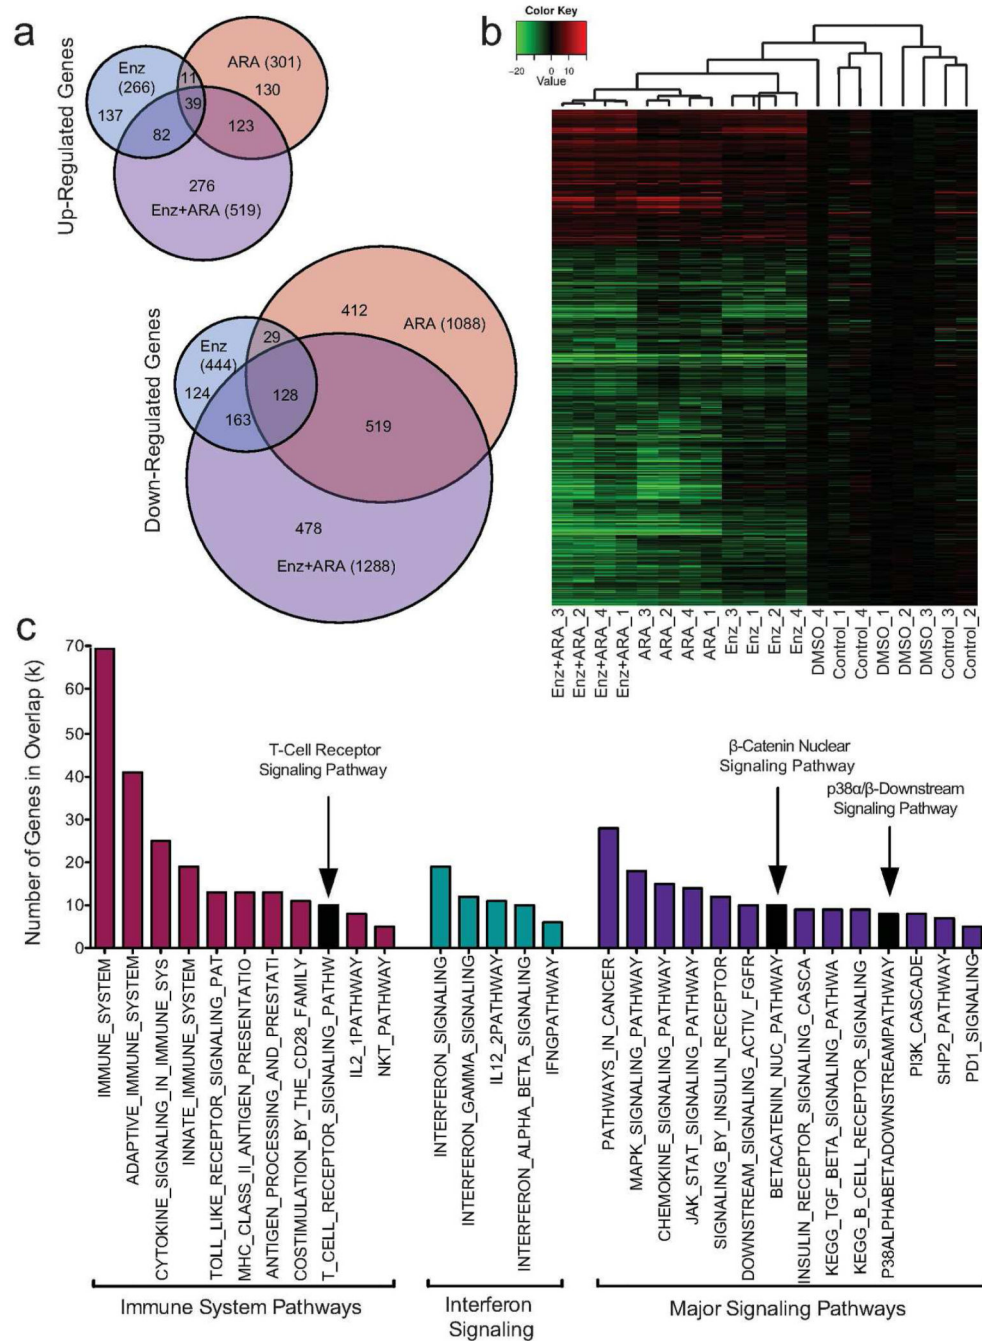 a
Up-Regulated Genes
Enz
(266)
137
11
39
82
ARA (301)
130
123
276
Enz+ARA (519)
Down-Regulated Genes
Enz
(444)
124
29
163
128
412
ARA (1088)
519
478
Enz+ARA (1288)
b
Color Key
-20
0
10
Value
Enz+ARA_3
Enz+ARA_2
Enz+ARA_4
Enz+ARA_1
ARA_3
ARA_2
ARA_4
ARA_1
Enz_3
Enz_1
Enz_2
Enz_4
DMSO_4
Control_1
Control_4
DMSO_1
DMSO_2
DMSO_3
Control_3
Control_2
c
Number of Genes in Overlap (k)
70
60
50
40
30
20
10
0
T-Cell Receptor
Signaling Pathway
β-Catenin Nuclear
Signaling Pathway
p38α/β-Downstream
Signaling Pathway
IMMUNE_SYSTEM
ADAPTIVE_IMMUNE_SYSTEM
CYTOKINE_SIGNALING_IN_IMMUNE_SYS
INNATE_IMMUNE_SYSTEM
TOLL_LIKE_RECEPTOR_SIGNALING_PAT
MHC_CLASS_II_ANTIGEN_PRESENTATIO
ANTIGEN_PROCESSING_AND_PRESTATI
COSTIMULATION_BY_THE_CD28_FAMILY
T_CELL_RECEPTOR_SIGNALING_PATHW
IL2_1PATHWAY
NKT_PATHWAY
INTERFERON_SIGNALING
INTERFERON_GAMMA_SIGNALING
IL12_2PATHWAY
INTERFERON_ALPHA_BETA_SIGNALING
IFNGPATHWAY
PATHWAYS_IN_CANCER
MAPK_SIGNALING_PATHWAY
CHEMOKINE_SIGNALING_PATHWAY
JAK_STAT_SIGNALING_PATHWAY
SIGNALING_BY_INSULIN_RECEPTOR
DOWNSTREAM_SIGNALING_ACTIV_FGFR
BETACATENIN_NUC_PATHWAY
INSULIN_RECEPTOR_SIGNALING_CASCA
KEGG_TGF_BETA_SIGNALING_PATHWA
KEGG_B_CELL_RECEPTOR_SIGNALING
P38ALPHABETADOWNSTREAMPATHWAY
PI3K_CASCADE
SHP2_PATHWAY
PD1_SIGNALING
Immune System Pathways
Interferon
Signaling
Major Signaling Pathways